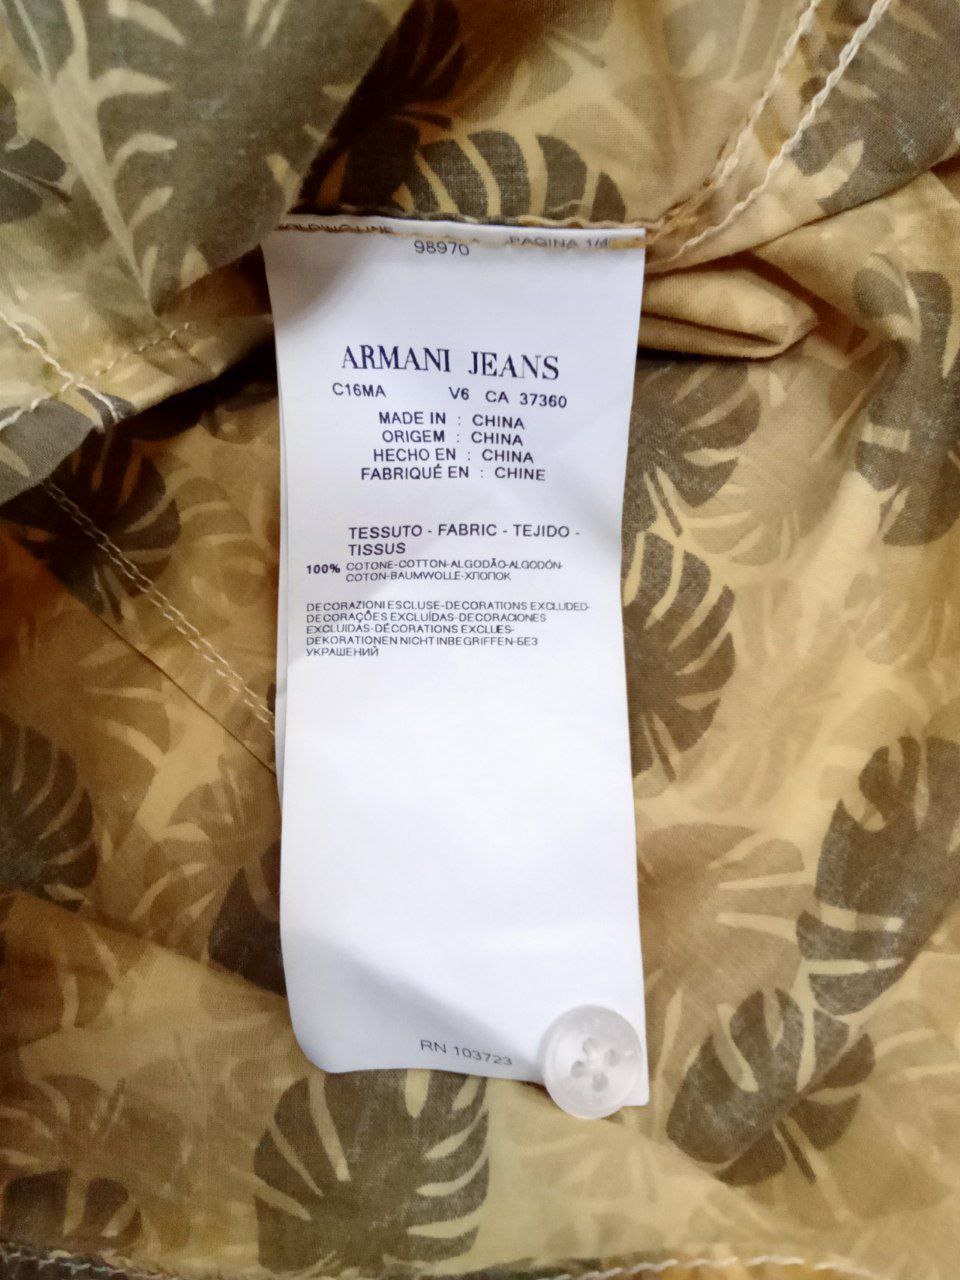 98970 PAGINA 1/4
ARMANI JEANS
C16MA V6 CA 37360
MADE IN : CHINA
ORIGEM : CHINA
HECHO EN : CHINA
FABRIQUÉ EN : CHINE
TESSUTO - FABRIC - TEJIDO -
TISSUS
100% COTONE-COTTON-ALGODÃO-ALGODÓN-
COTON-BAUMWOLLE-ХЛОПОК
DECORAZIONI ESCLUSE-DECORATIONS EXCLUDED-
DECORAÇÕES EXCLUÍDAS-DECORACIONES
EXCLUIDAS-DÉCORATIONS EXCLUES-
DEKORATIONEN NICHT INBEGRIFFEN-БЕЗ
УКРАШЕНИЙ
RN 103723